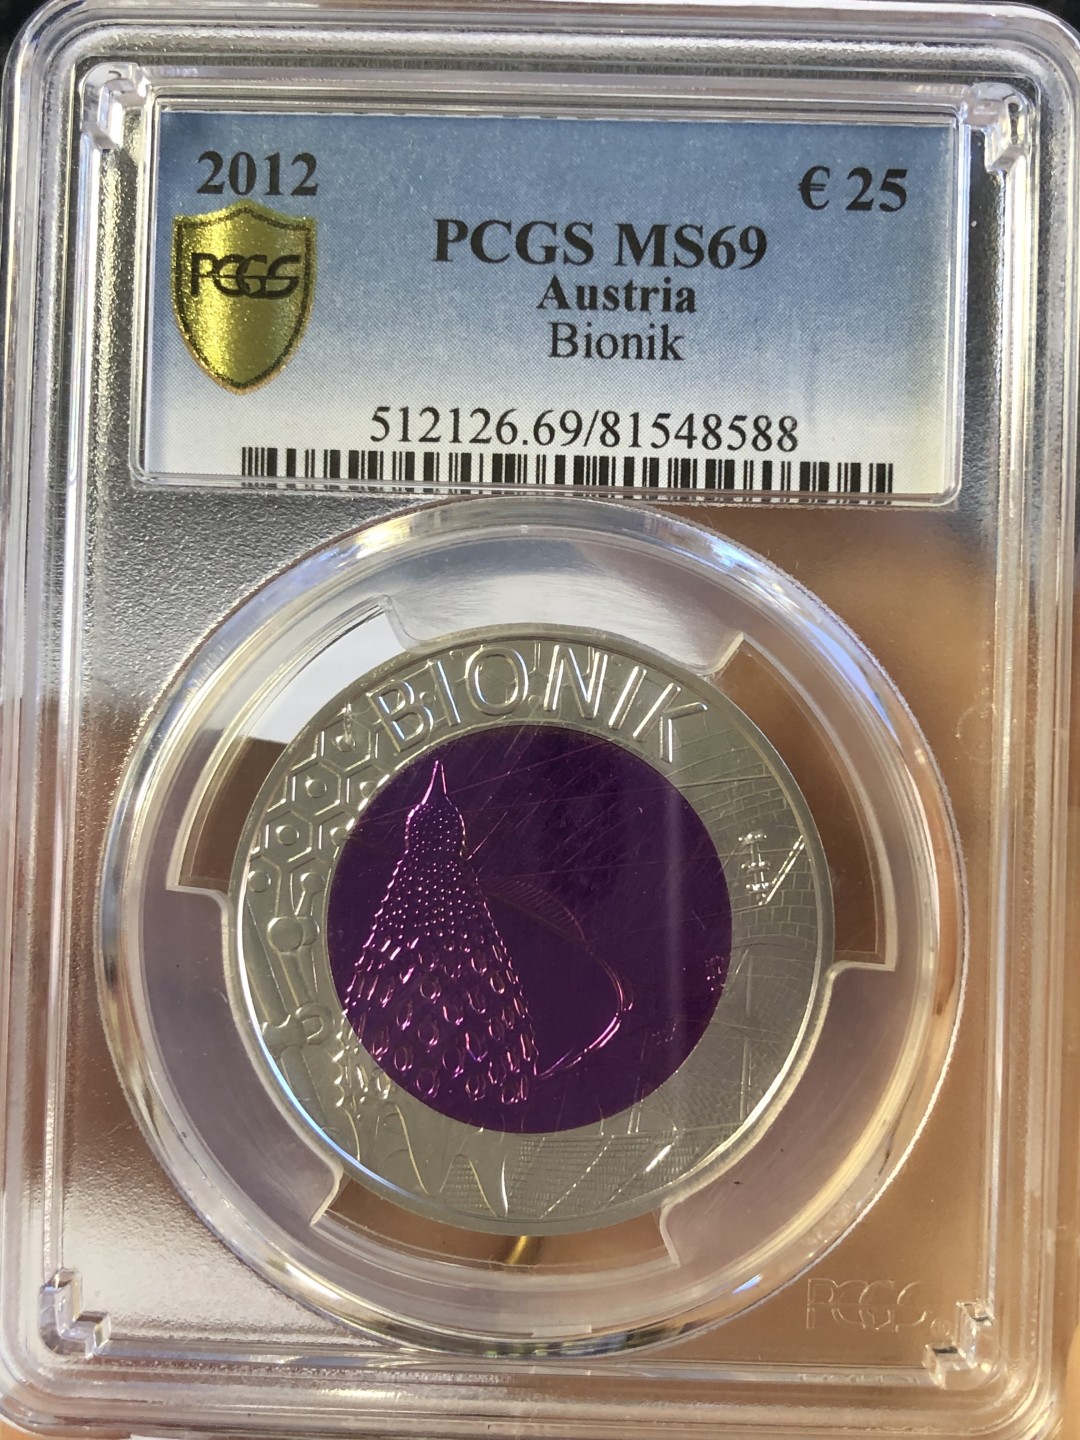 2012
€ 25
PCGS
PCGS MS69
Austria
Bionik
512126.69/81548588
BIONIK
PCGS